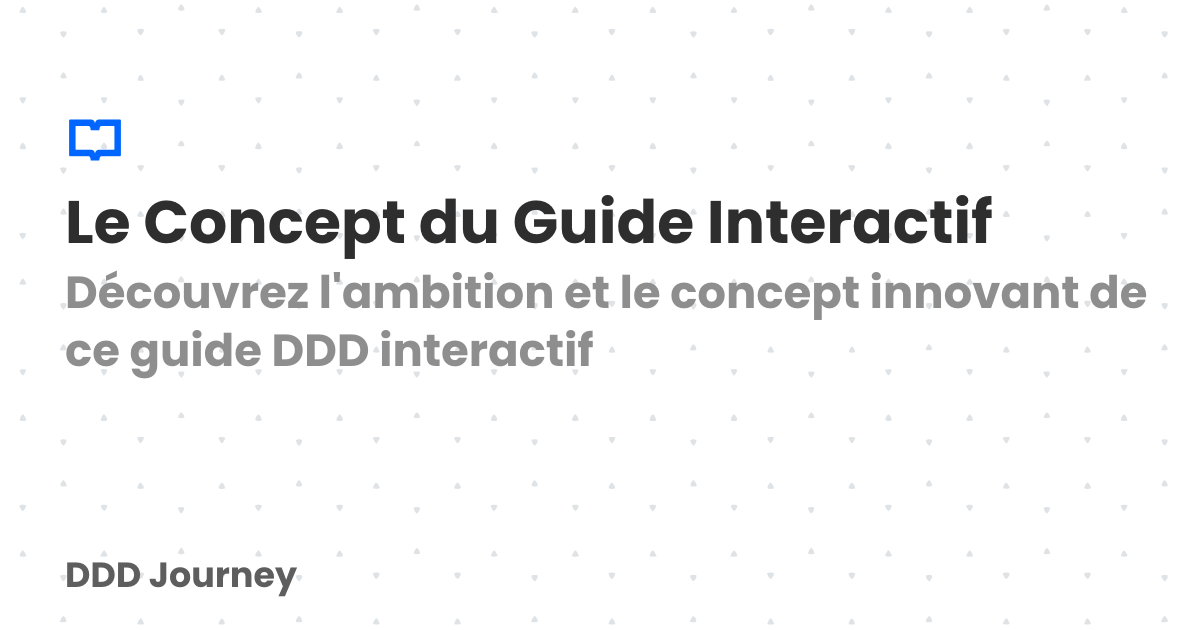 Le Concept du Guide Interactif
Découvrez l'ambition et le concept innovant de
ce guide DDD interactif
DDD Journey